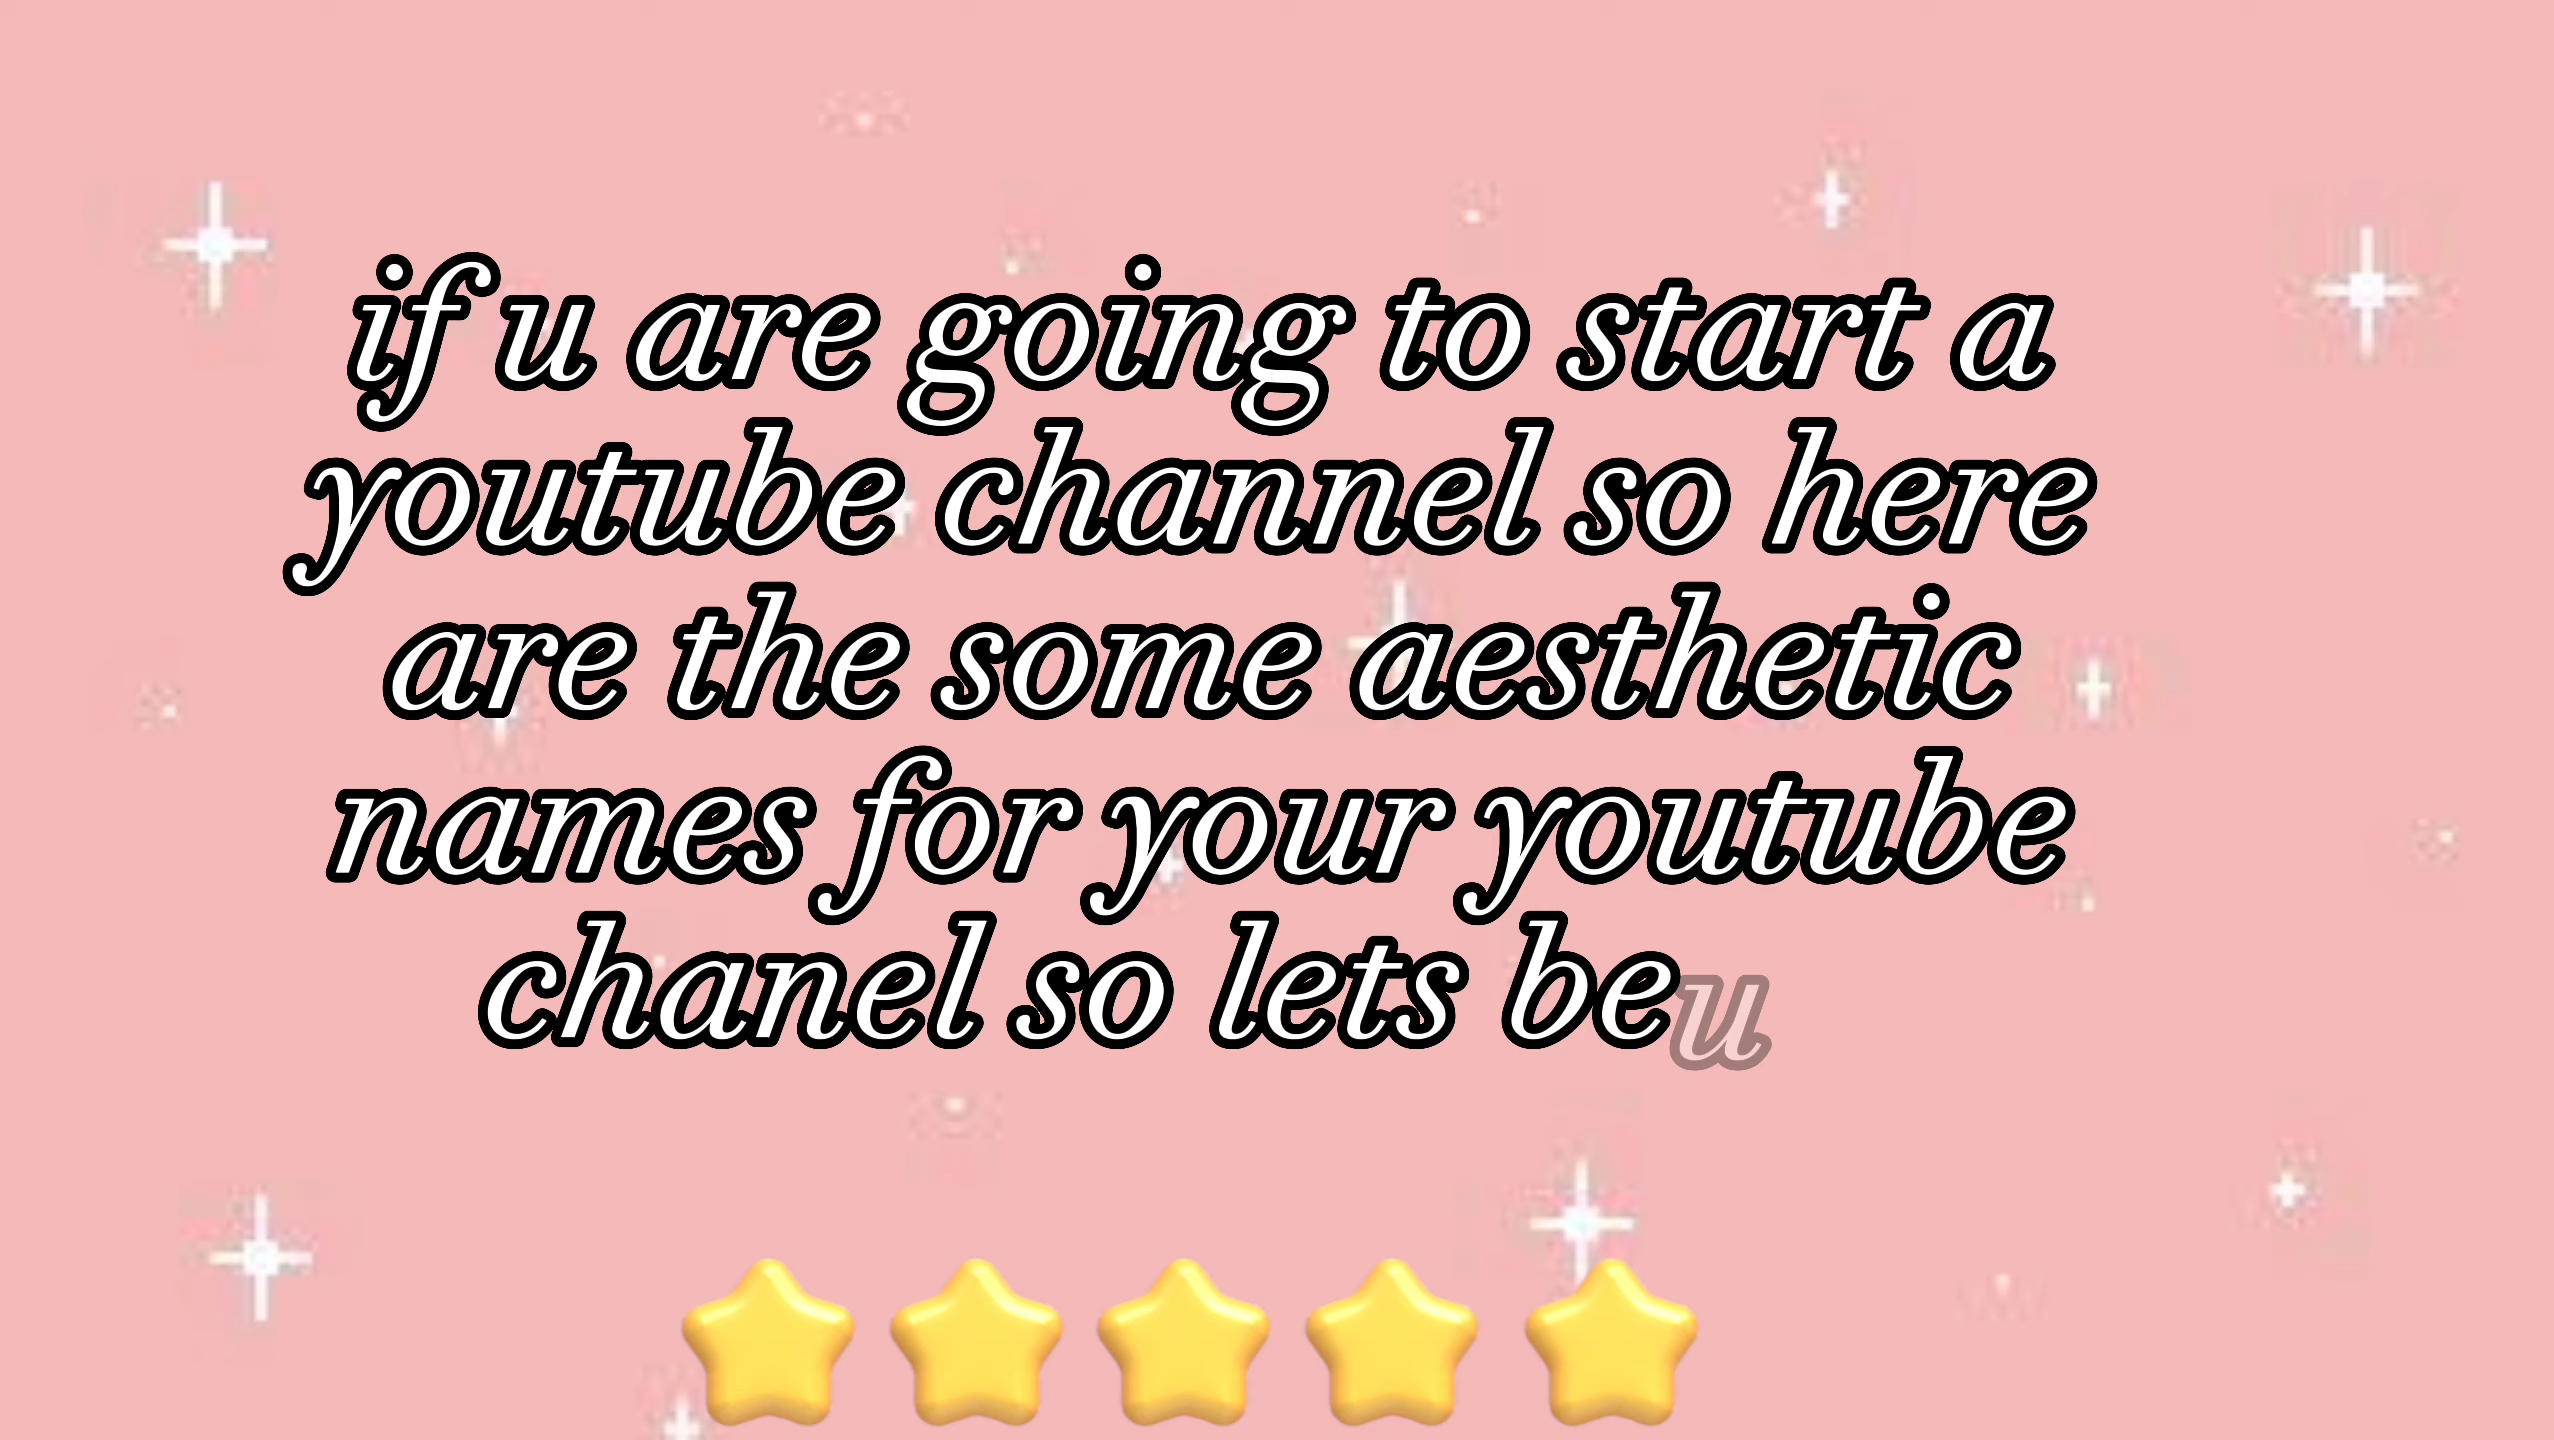 if u are going to start a
youtube channel so here
are the some aesthetic
names for your youtube
chanel so lets beu